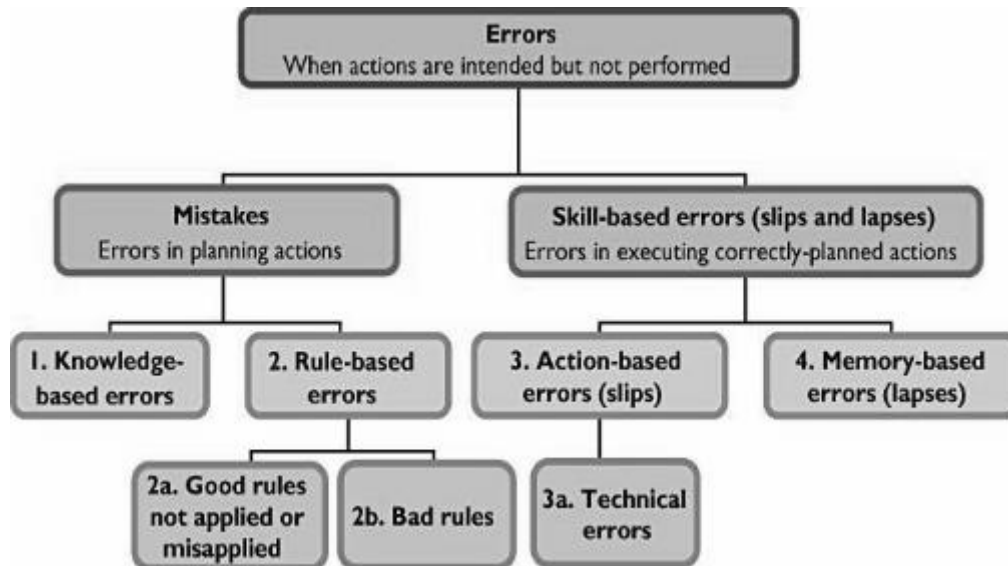 Errors
When actions are intended but not performed
Mistakes
Errors in planning actions
Skill-based errors (slips and lapses)
Errors in executing correctly-planned actions
1. Knowledge-
based errors
2. Rule-based
errors
3. Action-based
errors (slips)
4. Memory-based
errors (lapses)
2a. Good rules
not applied or
misapplied
2b. Bad rules
3a. Technical
errors